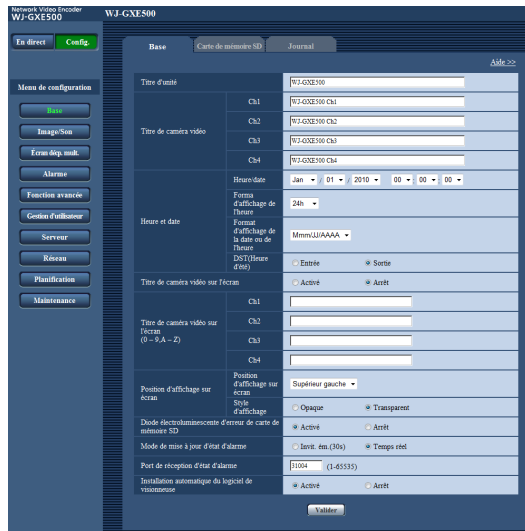 Network Video Encoder
WJ-GXE500
WJ-GXE500
En direct
Config.
Base
Carte de mémoire SD
Journal
Aide >>
Menu de configuration
Base
Image/Son
Écran déçp. mult.
Alarme
Fonction avancée
Gestion d'utilisateur
Serveur
Réseau
Planification
Maintenance
Titre d'unité
WJ-GXE500
Titre de caméra vidéo
Ch1
WJ-GXE500 Ch1
Ch2
WJ-GXE500 Ch2
Ch3
WJ-GXE500 Ch3
Ch4
WJ-GXE500 Ch4
Heure et date
Heure/date
Jan / 01 / 2010 00 : 00 : 00
Forma d'affichage de l'heure
24h
Format d'affichage de la date ou de l'heure
Mmm/JJ/AAAA
DST(Heure d'été)
Entrée
Sortie
Titre de caméra vidéo sur l'écran
Activé
Arrêt
Titre de caméra vidéo sur l'écran (0 – 9,A – Z)
Ch1
Ch2
Ch3
Ch4
Position d'affichage sur écran
Position d'affichage sur écran
Supérieur gauche
Style d'affichage
Opaque
Transparent
Diode électroluminescente d'erreur de carte de mémoire SD
Activé
Arrêt
Mode de mise à jour d'état d'alarme
Invit. ém.(30s)
Temps réel
Port de réception d'état d'alarme
31004
(1-65535)
Installation automatique du logiciel de visionneuse
Activé
Arrêt
Valider